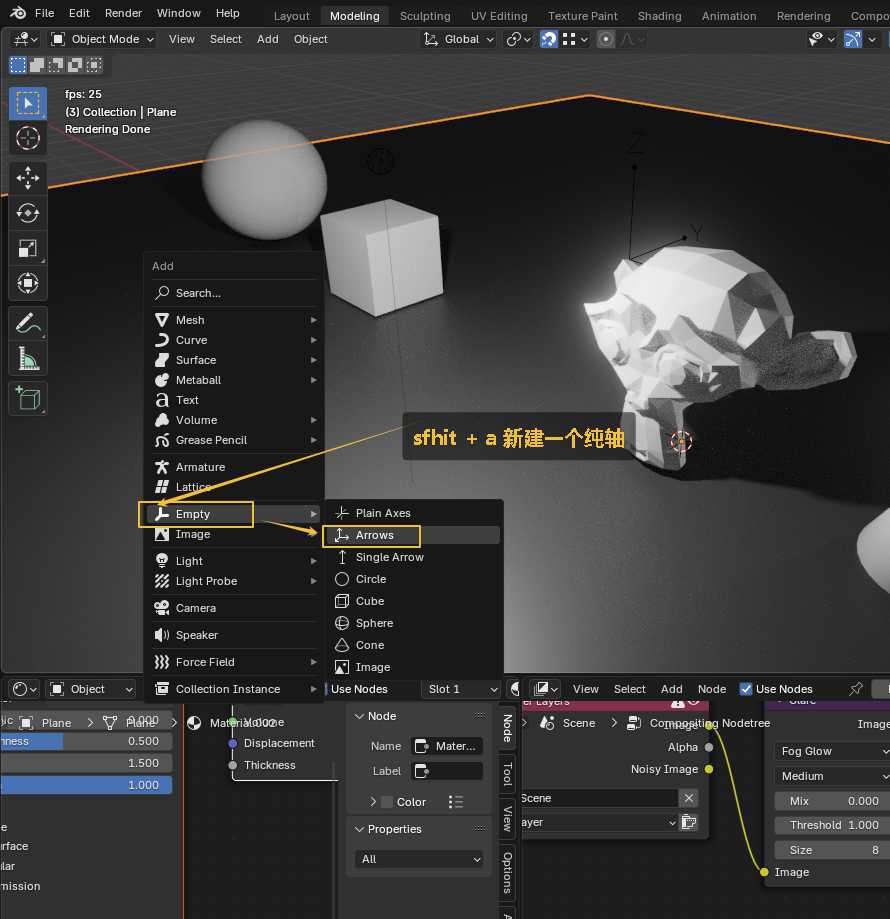 File Edit Render Window Help Layout Modeling Sculpting UV Editing Texture Paint Shading Animation Rendering Compo
Object Mode View Select Add Object Global
fps: 25
(3) Collection | Plane
Rendering Done
Z
Y
Add
Search...
Mesh
Curve
Surface
Metaball
Text
Volume
Grease Pencil
Armature
Lattice
Empty
Image
Light
Light Probe
Camera
Speaker
Force Field
Collection Instance
sfhit + a 新建一个纯轴
Plain Axes
Arrows
Single Arrow
Circle
Cube
Sphere
Cone
Image
Object Use Nodes Slot 1
View Select Add Node Use Nodes
Plane Plane Material.002
0.000
0.500
1.500
1.000
Volume
Displacement
Thickness
Node
Name Mater...
Label
Color
Properties
All
Node
Tool
View
Options
er Layers
Scene Compositing Nodetree
Image
Alpha
Noisy Image
Scene
ayer
Glare
Image
Fog Glow
Medium
Mix 0.000
Threshold 1.000
Size 8
Image
e
rface
lar
mission